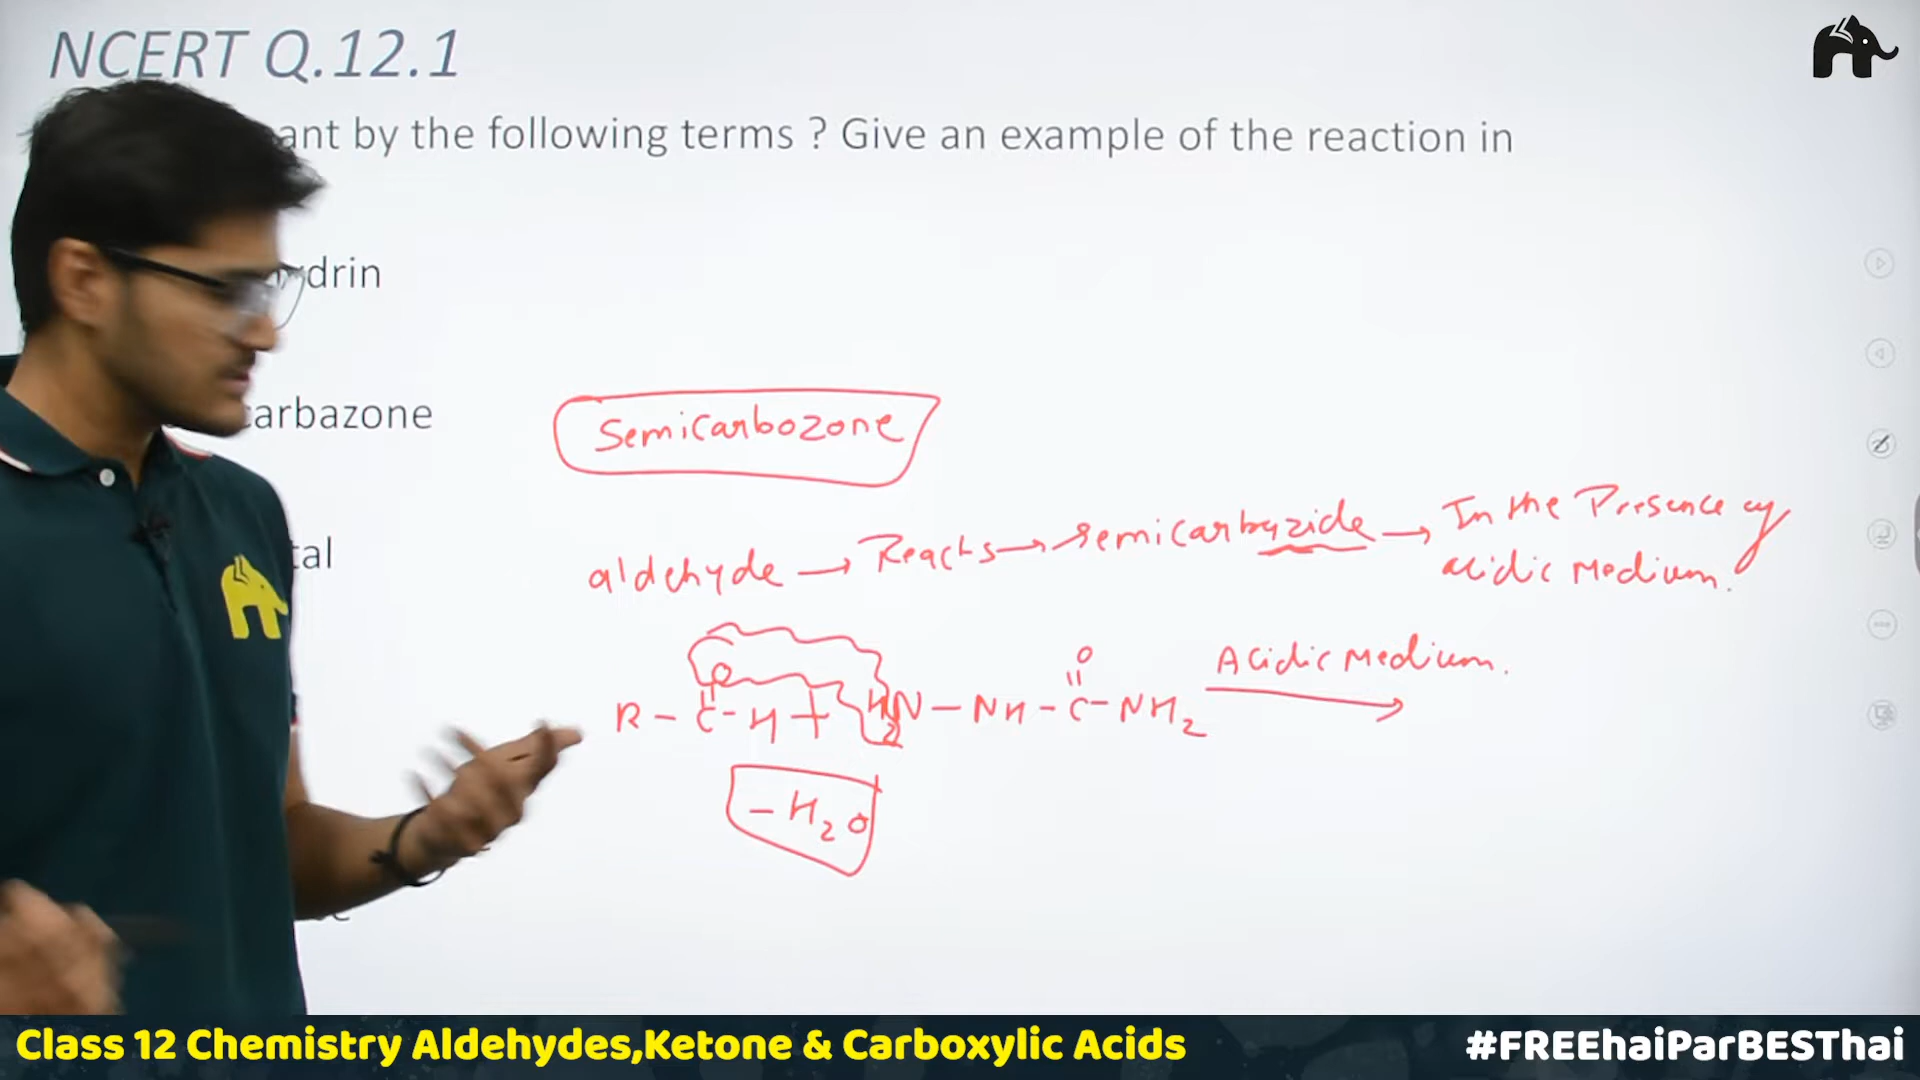 NCERT Q.12.1
ant by the following terms ? Give an example of the reaction in
drin
arbazone
tal
Semicarbozone
aldehyde → Reacts → semicarbazide → In the Presence of
acidic Medium.
O O
R - C - H + H2N - NH - C - NH2 Acidic Medium.
- H2O
Class 12 Chemistry Aldehydes,Ketone & Carboxylic Acids
#FREEhaiParBESThai